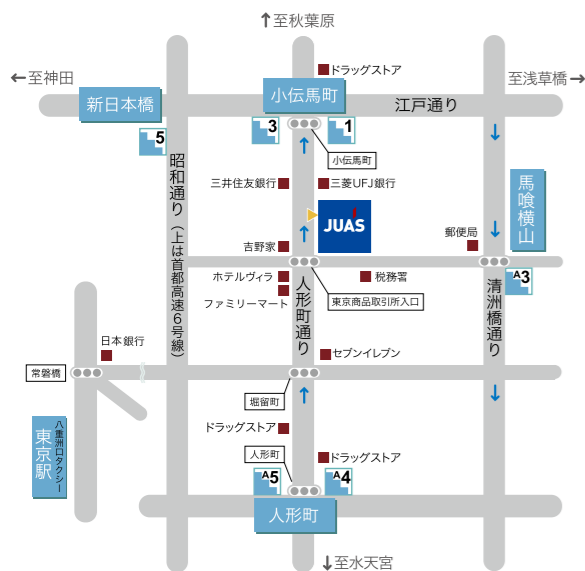 ↑至秋葉原
ドラッグストア
←至神田
至浅草橋→
新日本橋
小伝馬町
江戸通り
5
3
1
小伝馬町
昭和通り(上は首都高速6号線)
三井住友銀行
三菱UFJ銀行
馬喰横山
JUAS
吉野家
郵便局
A3
ホテルヴィラ
税務署
ファミリーマート
東京商品取引所入口
人形町通り
清洲橋通り
日本銀行
セブンイレブン
常磐橋
堀留町
八重洲口タクシー
東京駅
ドラッグストア
人形町
ドラッグストア
A5
A4
人形町
↓至水天宮